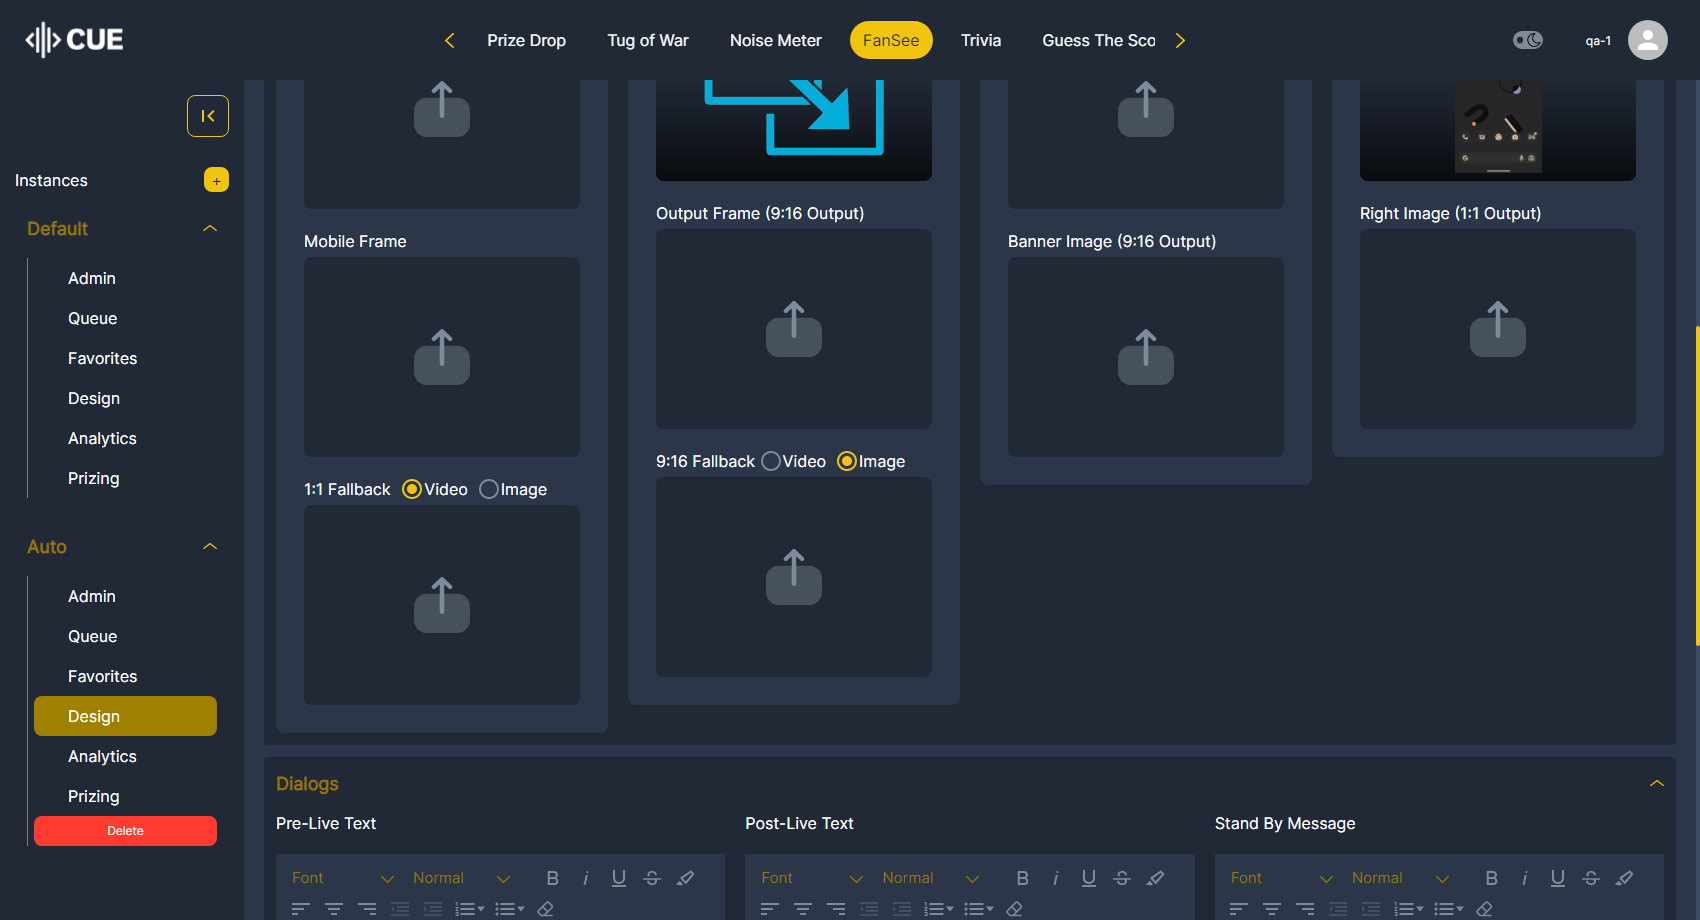 CUE
Prize Drop
Tug of War
Noise Meter
FanSee
Trivia
Guess The Sco
qa-1
Instances
+
Default
Admin
Queue
Favorites
Design
Analytics
Prizing
Auto
Admin
Queue
Favorites
Design
Analytics
Prizing
Delete
Mobile Frame
1:1 Fallback Video Image
Output Frame (9:16 Output)
9:16 Fallback Video Image
Banner Image (9:16 Output)
Right Image (1:1 Output)
Dialogs
Pre-Live Text
Font Normal B i U S
Post-Live Text
Font Normal B i U S
Stand By Message
Font Normal B i U S